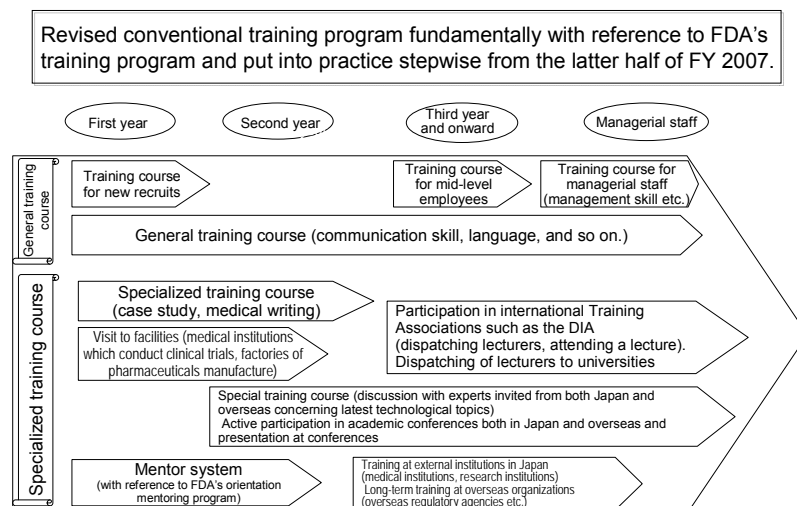 Revised conventional training program fundamentally with reference to FDA's
training program and put into practice stepwise from the latter half of FY 2007.
First year
Second year
Third year
and onward
Managerial staff
General training
course
Training course
for new recruits
Training course
for mid-level
employees
Training course for
managerial staff
(management skill etc.)
General training course (communication skill, language, and so on.)
Specialized training course
Specialized training course
(case study, medical writing)
Participation in international Training
Associations such as the DIA
(dispatching lecturers, attending a lecture).
Dispatching of lecturers to universities
Visit to facilities (medical institutions
which conduct clinical trials, factories of
pharmaceuticals manufacture)
Special training course (discussion with experts invited from both Japan and
overseas concerning latest technological topics)
Active participation in academic conferences both in Japan and overseas and
presentation at conferences
Mentor system
(with reference to FDA's orientation
mentoring program)
Training at external institutions in Japan
(medical institutions, research institutions)
Long-term training at overseas organizations
(overseas regulatory agencies etc.)